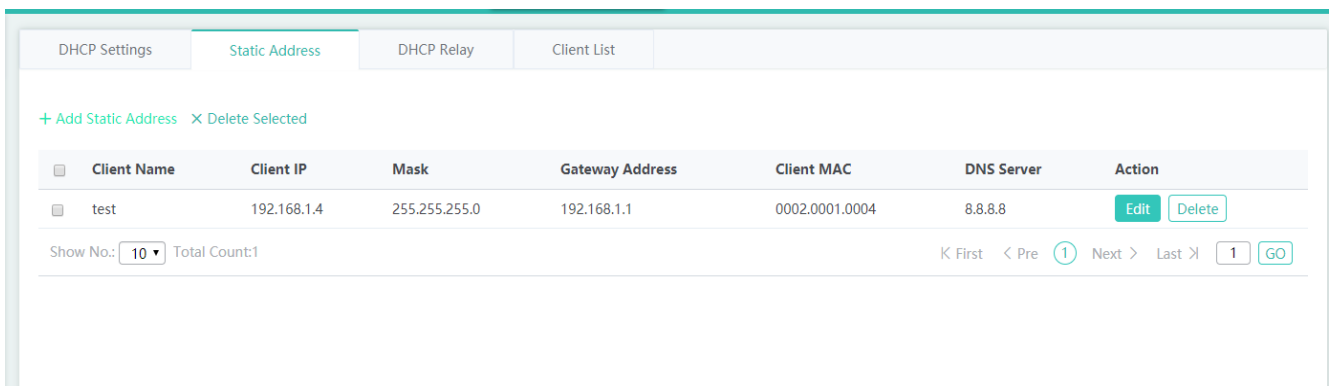 DHCP Settings Static Address DHCP Relay Client List
+ Add Static Address × Delete Selected
Client Name Client IP Mask Gateway Address Client MAC DNS Server Action
test 192.168.1.4 255.255.255.0 192.168.1.1 0002.0001.0004 8.8.8.8 Edit Delete
Show No.: 10 Total Count:1 First Pre 1 Next Last 1 GO